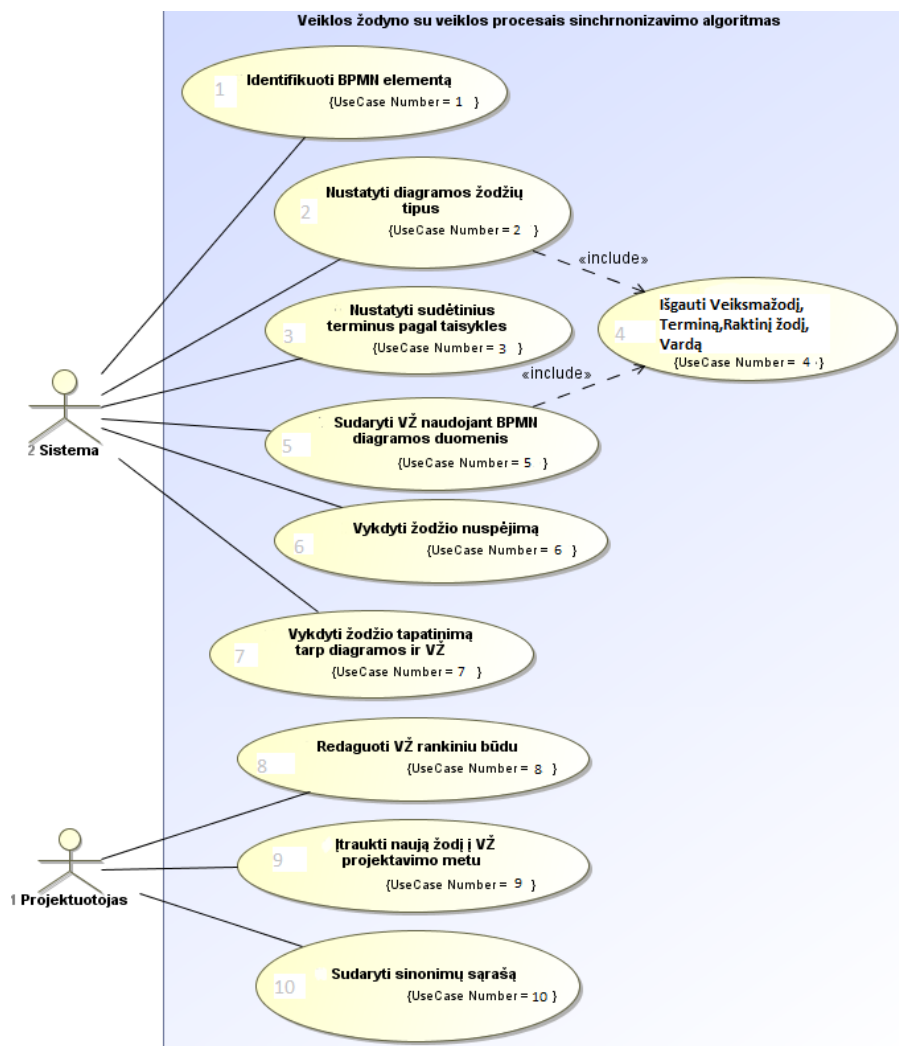 Veiklos žodyno su veiklos procesais sinchrnonizavimo algoritmas
1
Identifikuoti BPMN elementą
{UseCase Number = 1 }
2
Nustatyti diagramos žodžių
tipus
{UseCase Number = 2 }
«include»
3
Nustatyti sudėtinius
terminus pagal taisykles
{UseCase Number = 3 }
4
Išgauti Veiksmažodį,
Terminą,Raktinį žodį,
Vardą
{UseCase Number = 4 }
«include»
2 Sistema
5
Sudaryti VŽ naudojant BPMN
diagramos duomenis
{UseCase Number = 5 }
6
Vykdyti žodžio nuspėjimą
{UseCase Number = 6 }
7
Vykdyti žodžio tapatinimą
tarp diagramos ir VŽ
{UseCase Number = 7 }
8
Redaguoti VŽ rankiniu būdu
{UseCase Number = 8 }
9
Įtraukti naują žodį į VŽ
projektavimo metu
{UseCase Number = 9 }
1 Projektuotojas
10
Sudaryti sinonimų sąrašą
{UseCase Number = 10 }